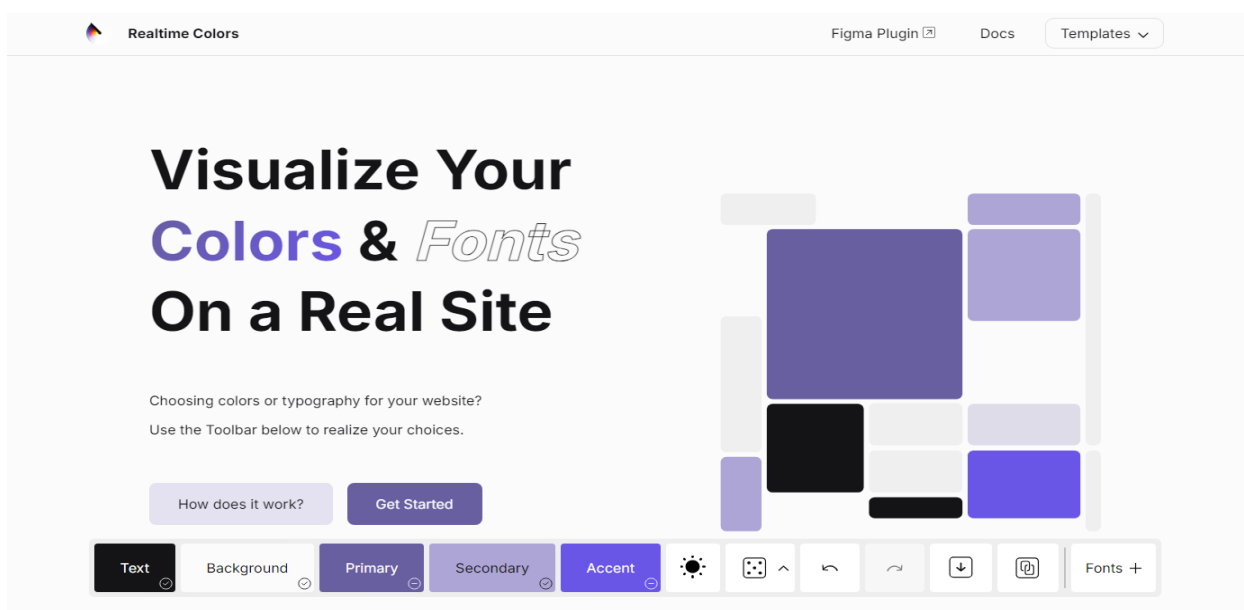 Realtime Colors Figma Plugin Docs Templates
Visualize Your
Colors & Fonts
On a Real Site
Choosing colors or typography for your website?
Use the Toolbar below to realize your choices.
How does it work? Get Started
Text Background Primary Secondary Accent Fonts +